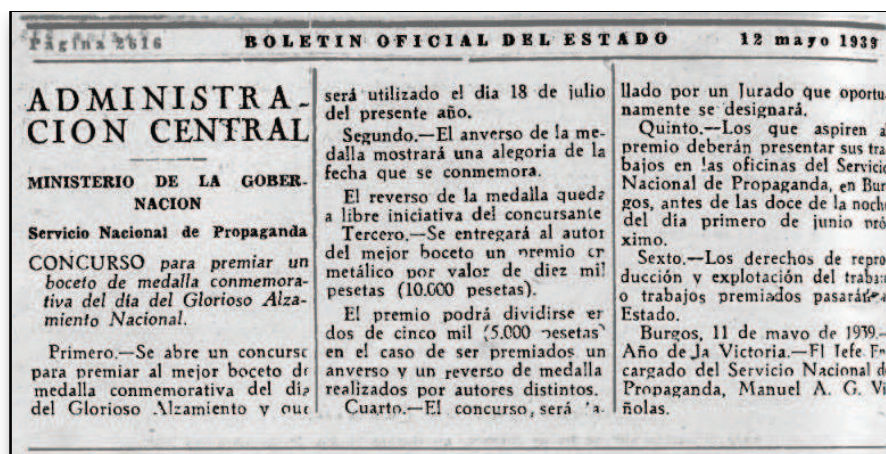 Página 2616 BOLETIN OFICIAL DEL ESTADO 12 mayo 1939
ADMINISTRA-
CION CENTRAL
MINISTERIO DE LA GOBER-
NACION
Servicio Nacional de Propaganda
CONCURSO para premiar un
boceto de medalla conmemora-
tiva del día del Glorioso Alza-
miento Nacional.
Primero.—Se abre un concurso
para premiar al mejor boceto de
medalla conmemorativa del día
del Glorioso Alzamiento y que
será utilizado el día 18 de julio
del presente año.
Segundo.—El anverso de la me-
dalla mostrará una alegoria de la
fecha que se conmemora.
El reverso de la medalla queda
a libre iniciativa del concursante
Tercero.—Se entregará al autor
del mejor boceto un premio en
metálico por valor de diez mil
pesetas (10.000 pesetas).
El premio podrá dividirse en
dos de cinco mil (5.000 pesetas)
en el caso de ser premiados un
anverso y un reverso de medalla
realizados por autores distintos.
Cuarto.—El concurso, será fa-
llado por un Jurado que oportu-
namente se designará.
Quinto.—Los que aspiren a
premio deberán presentar sus tra
bajos en las oficinas del Servicio
Nacional de Propaganda, en Bur
gos, antes de las doce de la noche
del día primero de junio pró
ximo.
Sexto.—Los derechos de repro
ducción y explotación del trabajo
o trabajos premiados pasarán
Estado.
Burgos, 11 de mayo de 1939.—
Año de la Victoria.—El Jefe En
cargado del Servicio Nacional de
Propaganda, Manuel A. G. Vi
ñolas.